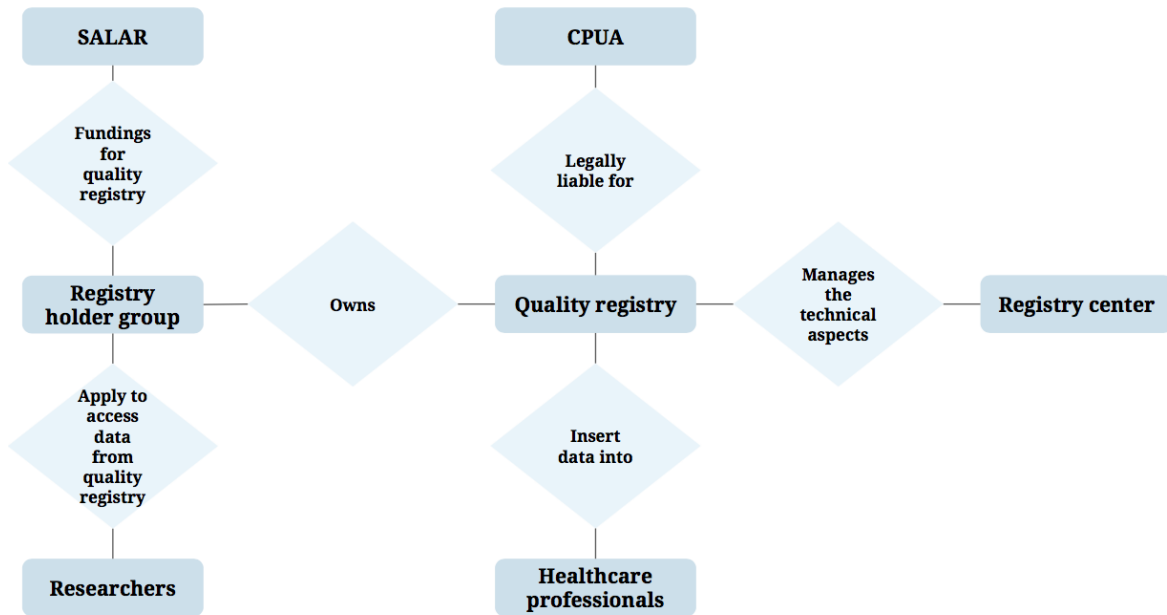 SALAR
CPUA
Fundings
for
quality
registry
Legally
liable for
Registry
holder group
Owns
Quality registry
Manages
the
technical
aspects
Registry center
Apply to
access
data
from
quality
registry
Insert
data into
Researchers
Healthcare
professionals